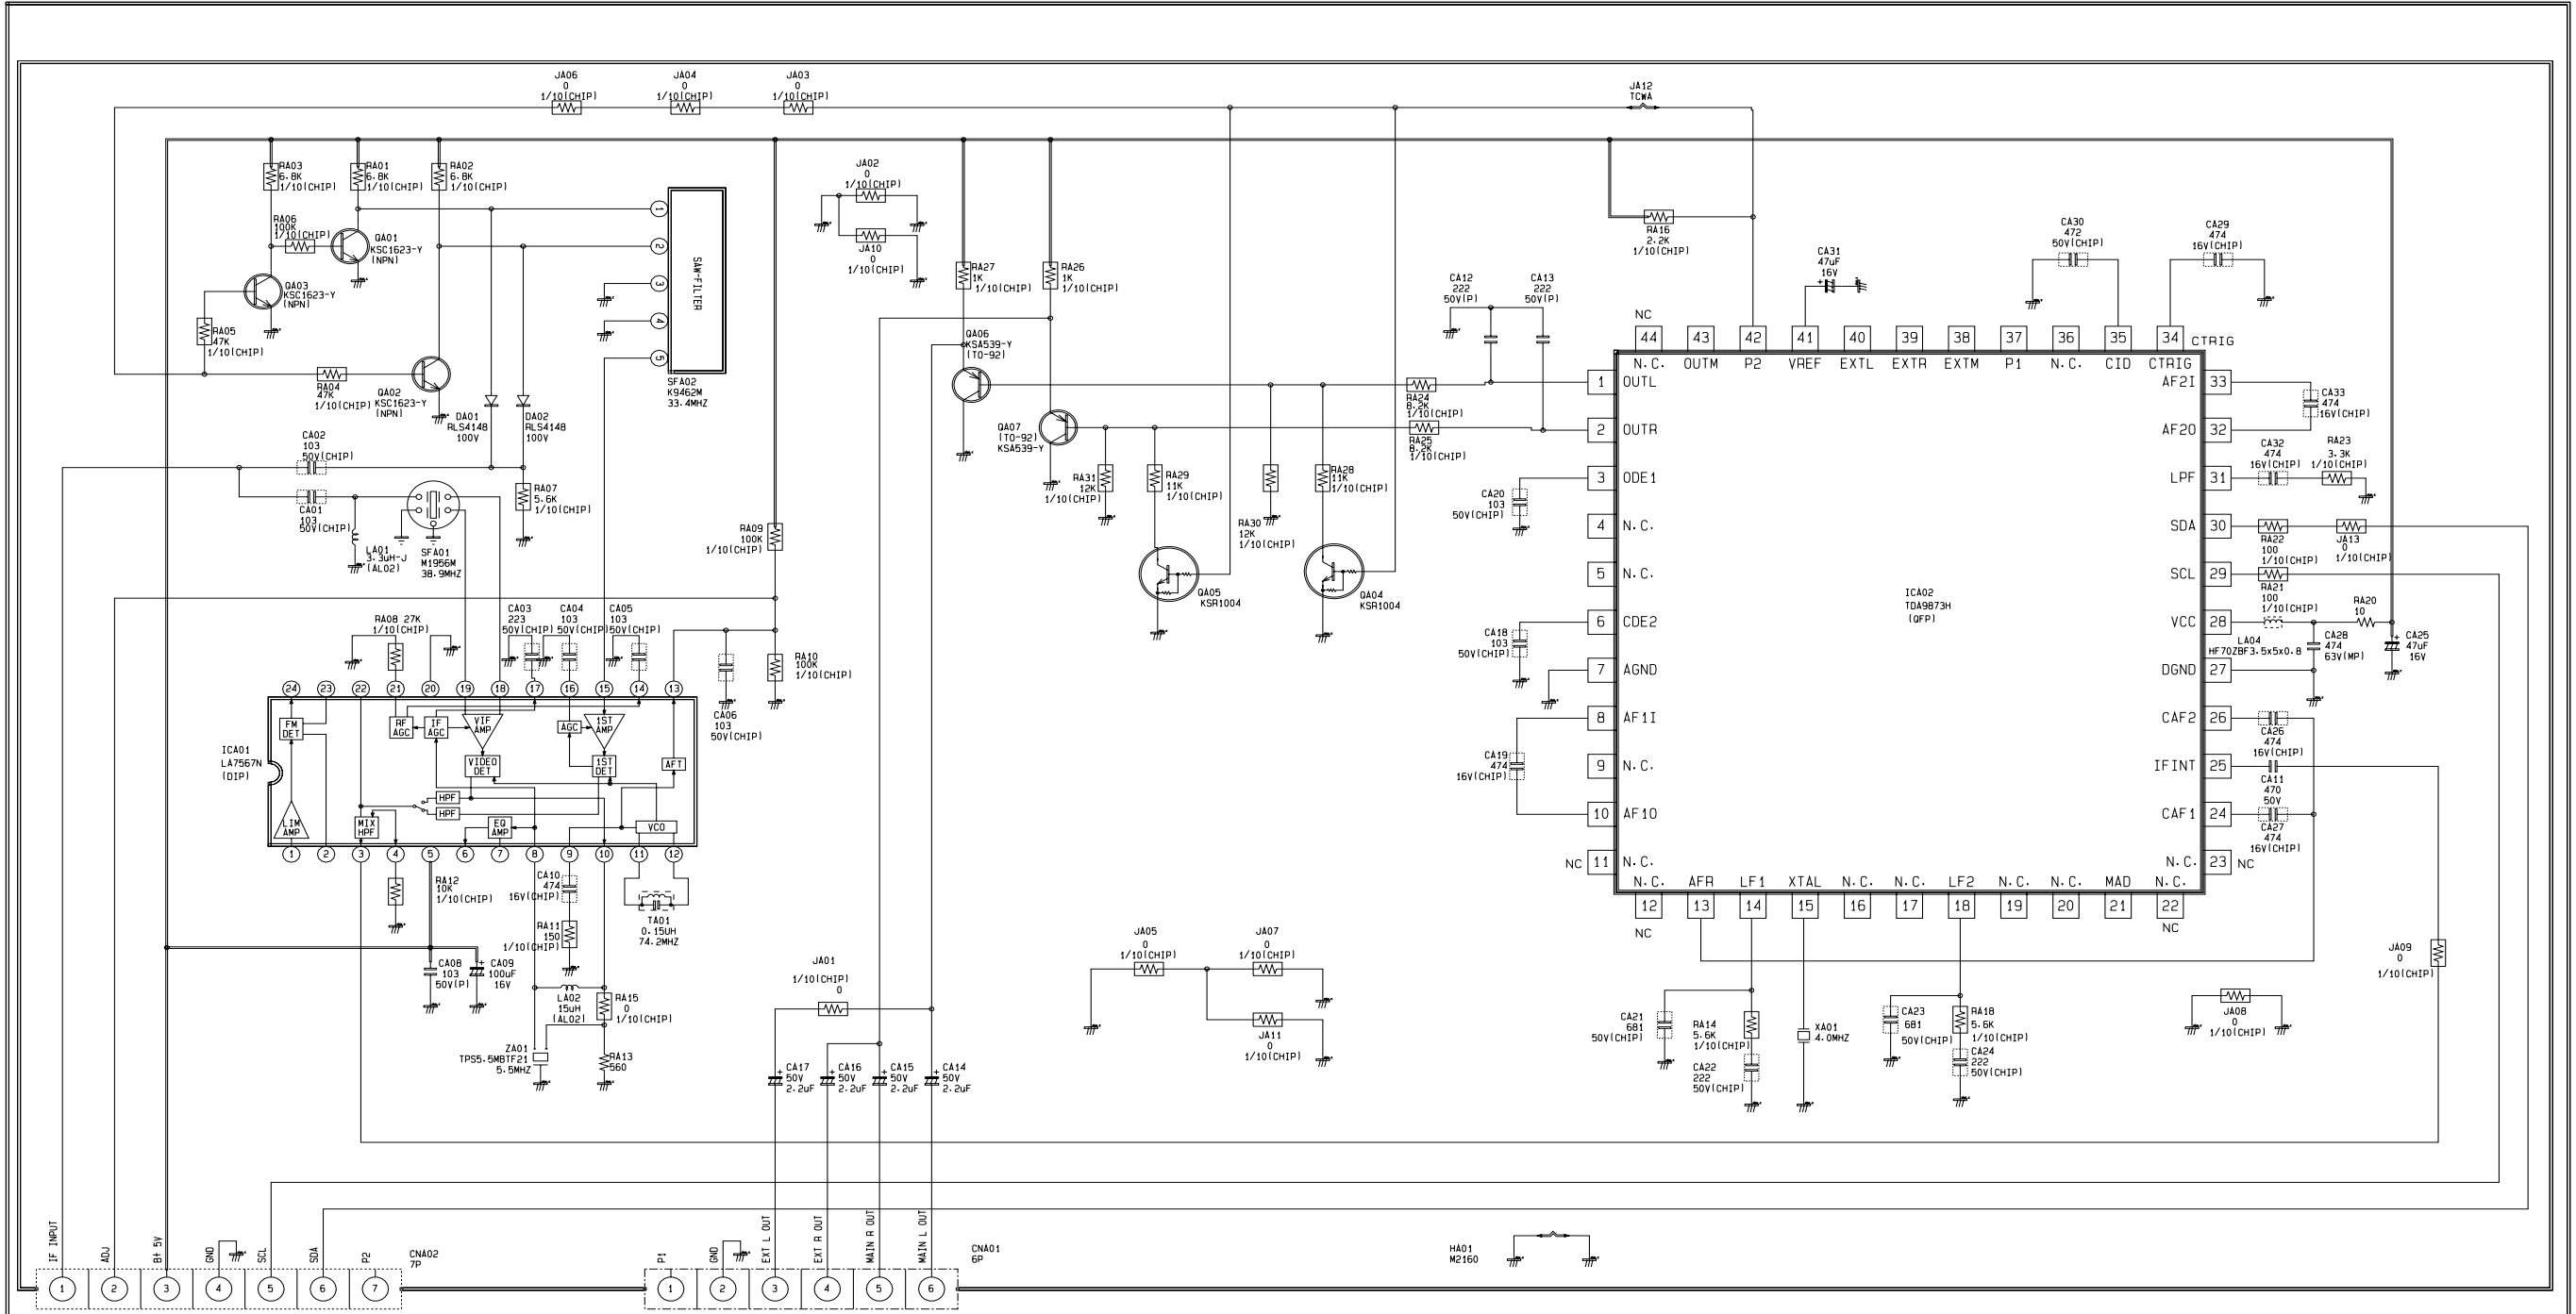 JA06
0
1/10(CHIP)
JA04
0
1/10(CHIP)
JA03
0
1/10(CHIP)
JA12
TCWA
RA03
6.8K
1/10(CHIP)
RA01
6.8K
1/10(CHIP)
RA02
6.8K
1/10(CHIP)
RA06
100K
1/10(CHIP)
QA01
KSC1623-Y
(NPN)
QA03
KSC1623-Y
(NPN)
RA05
47K
1/10(CHIP)
RA04
47K
1/10(CHIP)
QA02
KSC1623-Y
(NPN)
1
2
3
4
5
SAW-FILTER
SFA02
K9462M
33.4MHZ
DA01
RLS4148
100V
DA02
RLS4148
100V
CA02
103
50V(CHIP)
CA01
103
50V(CHIP)
LA01
3.3uH-J
(AL02)
SFA01
M1956M
38.9MHZ
RA07
5.6K
1/10(CHIP)
JA02
0
1/10(CHIP)
JA10
0
1/10(CHIP)
RA27
1K
1/10(CHIP)
RA26
1K
1/10(CHIP)
QA06
KSA539-Y
(TO-92)
QA07
(TO-92)
KSA539-Y
RA09
100K
1/10(CHIP)
RA10
100K
1/10(CHIP)
CA06
103
50V(CHIP)
RA31
12K
1/10(CHIP)
RA29
11K
1/10(CHIP)
RA30
12K
1/10(CHIP)
RA28
11K
1/10(CHIP)
QA05
KSR1004
QA04
KSR1004
RA24
8.2K
1/10(CHIP)
RA25
8.2K
1/10(CHIP)
CA12
222
50V(P)
CA13
222
50V(P)
RA16
2.2K
1/10(CHIP)
CA31
47uF
16V
CA30
472
50V(CHIP)
CA29
474
16V(CHIP)
NC
44 43 42 41 40 39 38 37 36 35 34
CTRIG
N.C. OUTM P2 VREF EXTL EXTR EXTM P1 N.C. CID CTRIG
1 OUTL
2 OUTR
3 ODE1
4 N.C.
5 N.C.
6 CDE2
7 AGND
8 AF1I
9 N.C.
10 AF1O
NC 11 N.C.
AF2I 33
AF2O 32
LPF 31
SDA 30
SCL 29
VCC 28
DGND 27
CAF2 26
IFINT 25
CAF1 24
N.C. 23 NC
N.C. AFR LF1 XTAL N.C. N.C. LF2 N.C. N.C. MAD N.C.
12 13 14 15 16 17 18 19 20 21 22
NC
NC
ICA02
TDA9873H
(QFP)
CA20
103
50V(CHIP)
CA18
103
50V(CHIP)
CA19
474
16V(CHIP)
CA33
474
16V(CHIP)
CA32
474
16V(CHIP)
RA23
3.3K
1/10(CHIP)
RA22
100
1/10(CHIP)
JA13
0
1/10(CHIP)
RA21
100
1/10(CHIP)
RA20
10
LA04
HF70ZBF3.5x5x0.8
CA28
474
63V(MP)
CA25
47uF
16V
CA26
474
16V(CHIP)
CA11
470
50V
CA27
474
16V(CHIP)
JA09
0
1/10(CHIP)
JA08
0
1/10(CHIP)
CA21
681
50V(CHIP)
RA14
5.6K
1/10(CHIP)
CA22
222
50V(CHIP)
XA01
4.0MHZ
CA23
681
50V(CHIP)
RA18
5.6K
1/10(CHIP)
CA24
222
50V(CHIP)
RA08 27K
1/10(CHIP)
CA03
223
50V(CHIP)
CA04
103
50V(CHIP)
CA05
103
50V(CHIP)
24 23 22 21 20 19 18 17 16 15 14 13
FM
DET
RF
AGC
IF
AGC
VIF
AMP
AGC
1ST
AMP
VIDEO
DET
1ST
DET
AFT
HPF
HPF
LIM
AMP
MIX
HPF
EQ
AMP
VCO
1 2 3 4 5 6 7 8 9 10 11 12
ICA01
LA7567N
(DIP)
RA12
10K
1/10(CHIP)
CA10
474
16V(CHIP)
RA11
150
1/10(CHIP)
TA01
0.15UH
74.2MHZ
CA08
103
50V(P)
CA09
100uF
16V
LA02
15uH
(AL02)
RA15
0
1/10(CHIP)
ZA01
TPS5.5MBTF21
5.5MHZ
RA13
560
JA01
1/10(CHIP)
0
JA05
0
1/10(CHIP)
JA07
0
1/10(CHIP)
JA11
0
1/10(CHIP)
CA17
50V
2.2uF
CA16
50V
2.2uF
CA15
50V
2.2uF
CA14
50V
2.2uF
IF INPUT
ADJ
B+ 5V
GND
SCL
SDA
P2
CNA02
7P
1 2 3 4 5 6 7
P1
GND
EXT L OUT
EXT R OUT
MAIN R OUT
MAIN L OUT
CNA01
6P
1 2 3 4 5 6
HA01
M2160